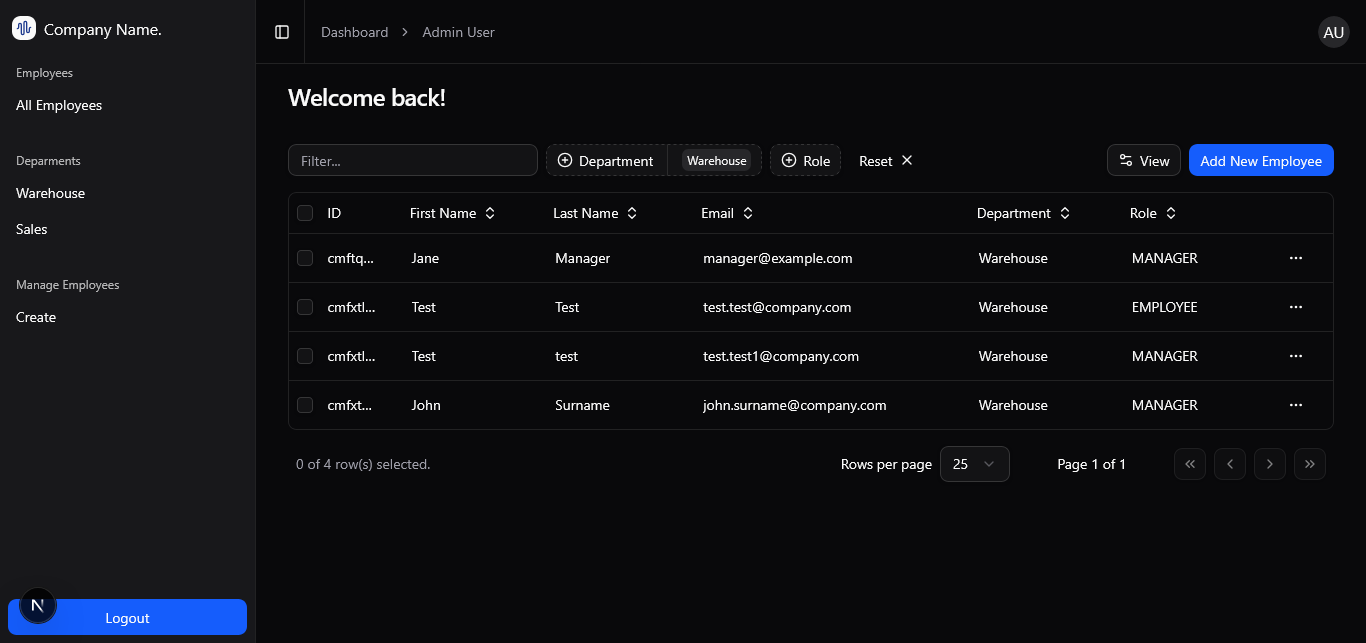 Company Name.
Employees
All Employees
Deparments
Warehouse
Sales
Manage Employees
Create
N
Logout
Dashboard > Admin User
AU
Welcome back!
Filter... Department Warehouse Role Reset View Add New Employee
ID First Name Last Name Email Department Role
cmftq... Jane Manager manager@example.com Warehouse MANAGER ...
cmfxtl... Test Test test.test@company.com Warehouse EMPLOYEE ...
cmfxtl... Test test test.test1@company.com Warehouse MANAGER ...
cmfxt... John Surname john.surname@company.com Warehouse MANAGER ...
0 of 4 row(s) selected. Rows per page 25 Page 1 of 1